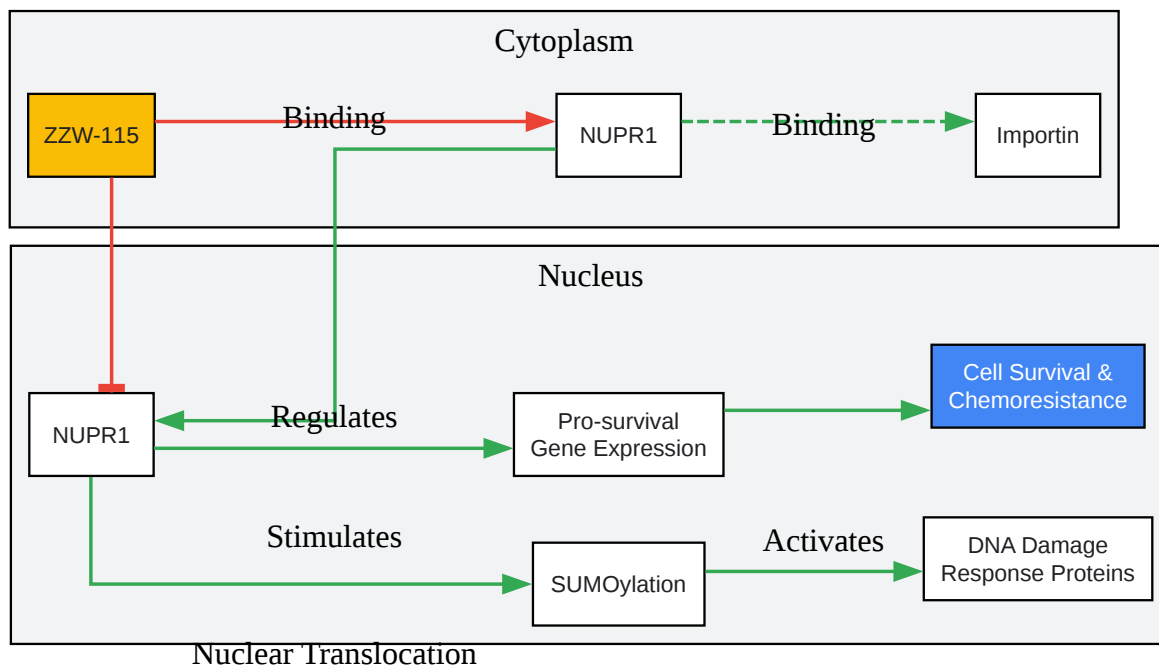 Cytoplasm
ZZW-115
Binding
NUPR1
Binding
Importin
Nucleus
Cell Survival &
Chemoresistance
NUPR1
Regulates
Pro-survival
Gene Expression
Stimulates
SUMOylation
Activates
DNA Damage
Response Proteins
Nuclear Translocation